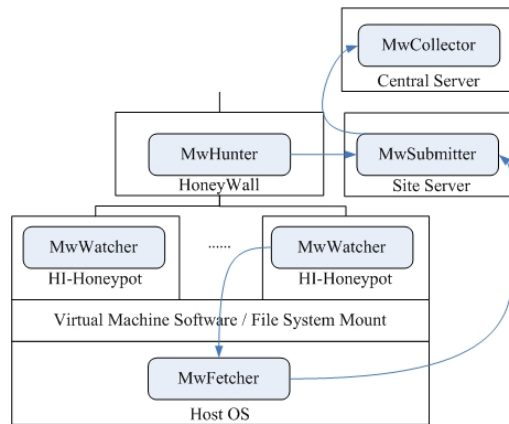 MwCollector
Central Server
MwHunter
HoneyWall
MwSubmitter
Site Server
MwWatcher
HI-Honeypot
......
MwWatcher
HI-Honeypot
Virtual Machine Software / File System Mount
MwFetcher
Host OS